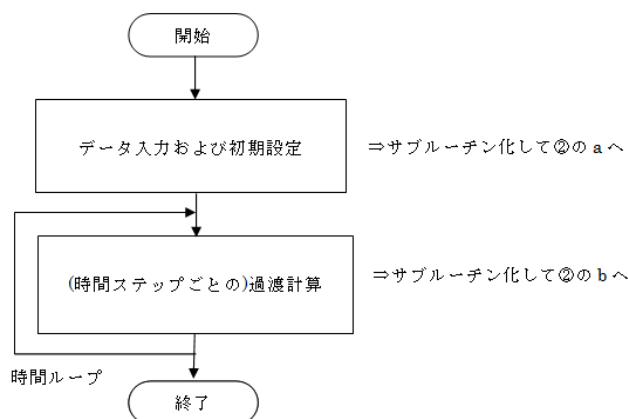 開始
データ入力および初期設定
⇒サブルーチン化して②の a へ
(時間ステップごとの)過渡計算
⇒サブルーチン化して②の b へ
時間ループ
終了